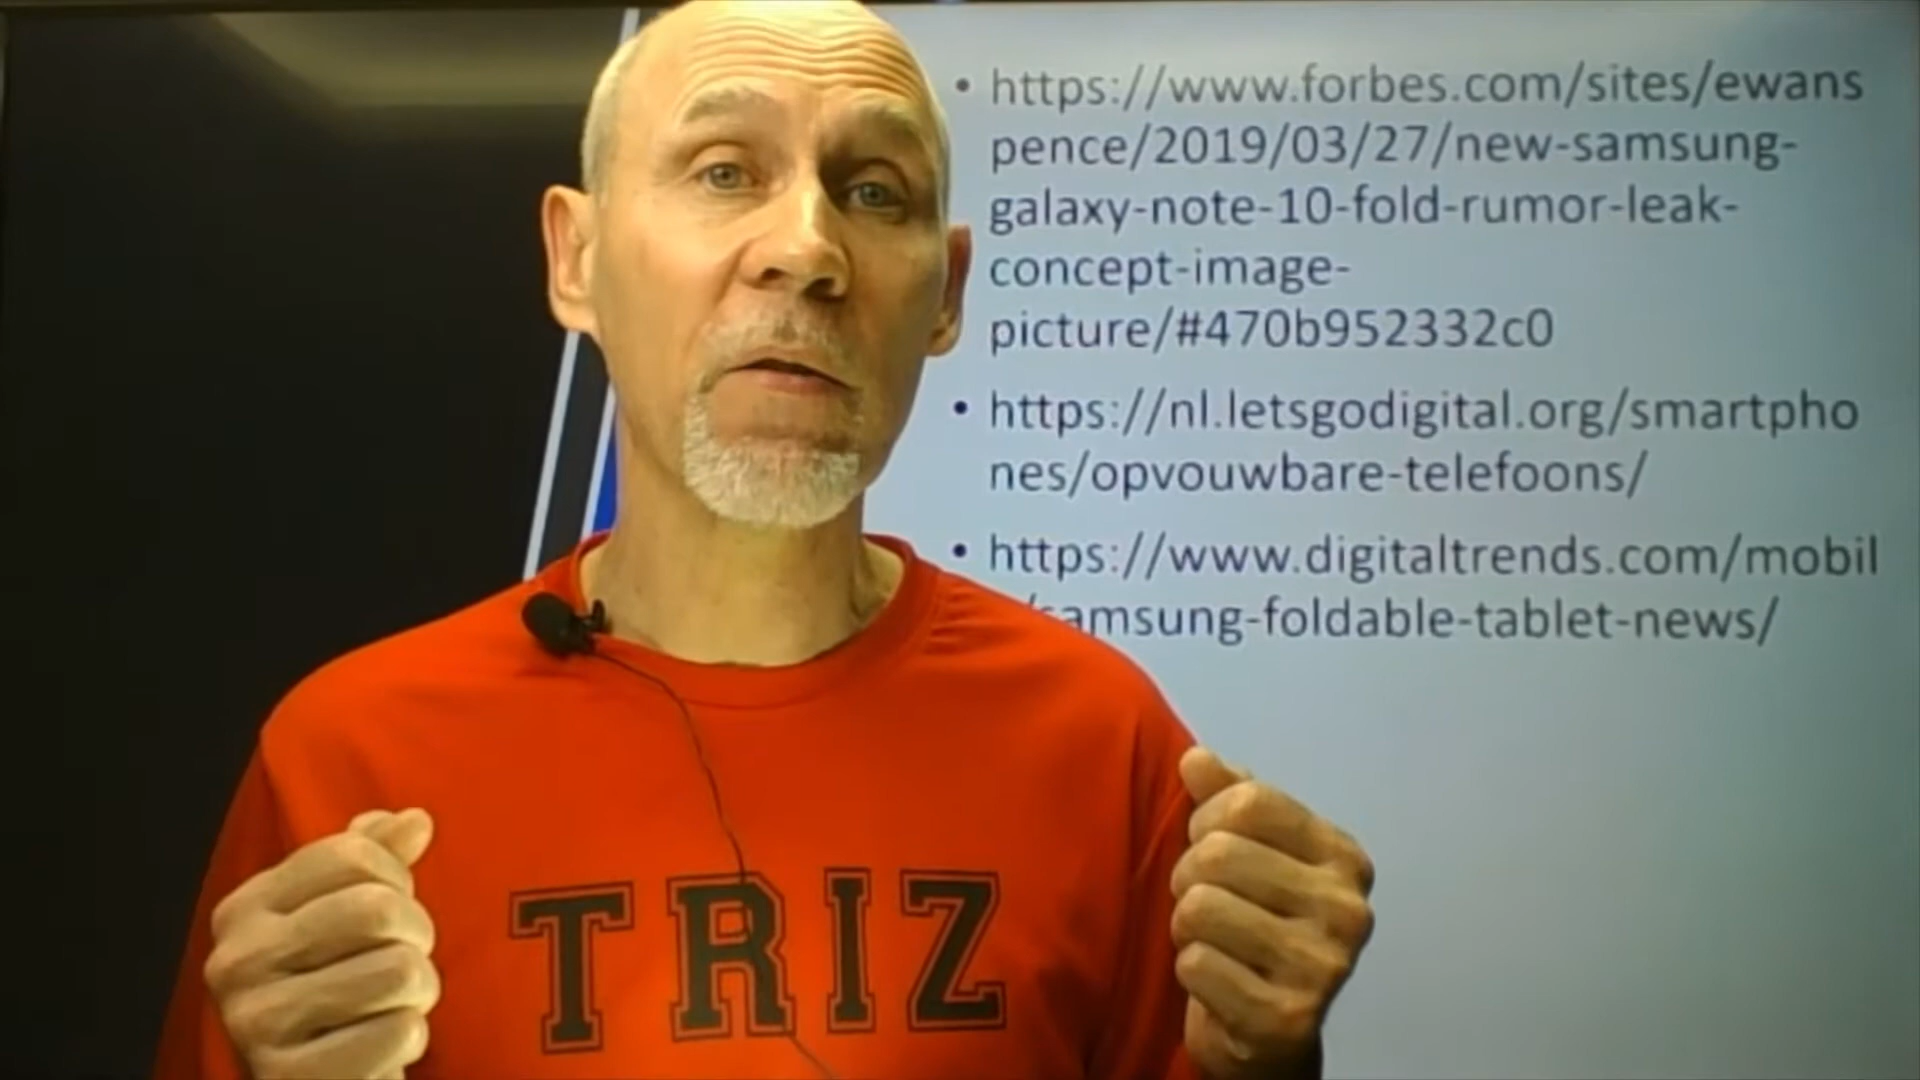 • https://www.forbes.com/sites/ewans
pence/2019/03/27/new-samsung-
galaxy-note-10-fold-rumor-leak-
concept-image-
picture/#470b952332c0
• https://nl.letsgodigital.org/smartpho
nes/opvouwbare-telefoons/
• https://www.digitaltrends.com/mobil
/samsung-foldable-tablet-news/
TRIZ